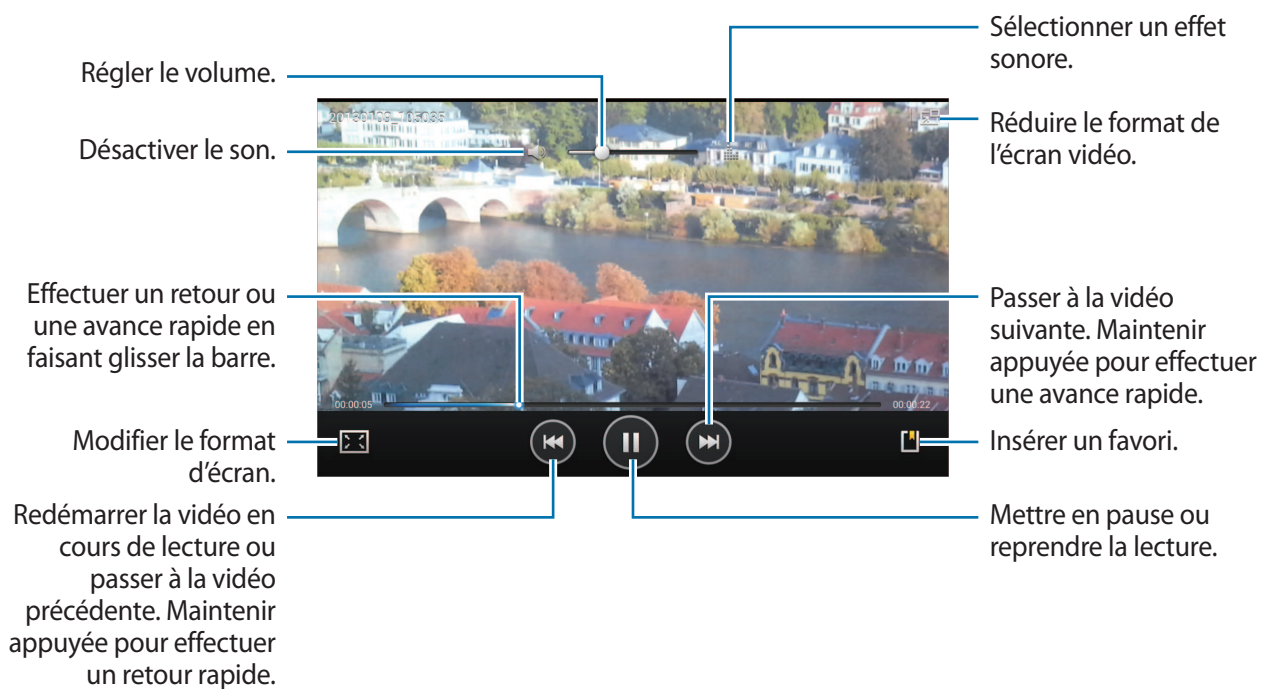 Régler le volume.
Désactiver le son.
Effectuer un retour ou
une avance rapide en
faisant glisser la barre.
Modifier le format
d'écran.
Redémarrer la vidéo en
cours de lecture ou
passer à la vidéo
précédente. Maintenir
appuyée pour effectuer
un retour rapide.
20130109_105035
00:00:05
00:00:22
Sélectionner un effet
sonore.
Réduire le format de
l'écran vidéo.
Passer à la vidéo
suivante. Maintenir
appuyée pour effectuer
une avance rapide.
Insérer un favori.
Mettre en pause ou
reprendre la lecture.